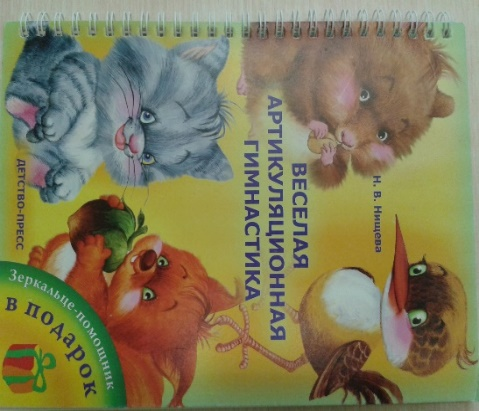 Н. В. Нищева
ВЕСЕЛАЯ
АРТИКУЛЯЦИОННАЯ
ГИМНАСТИКА
ДЕТСТВО-ПРЕСС
Зеркальце-помощник
в подарок